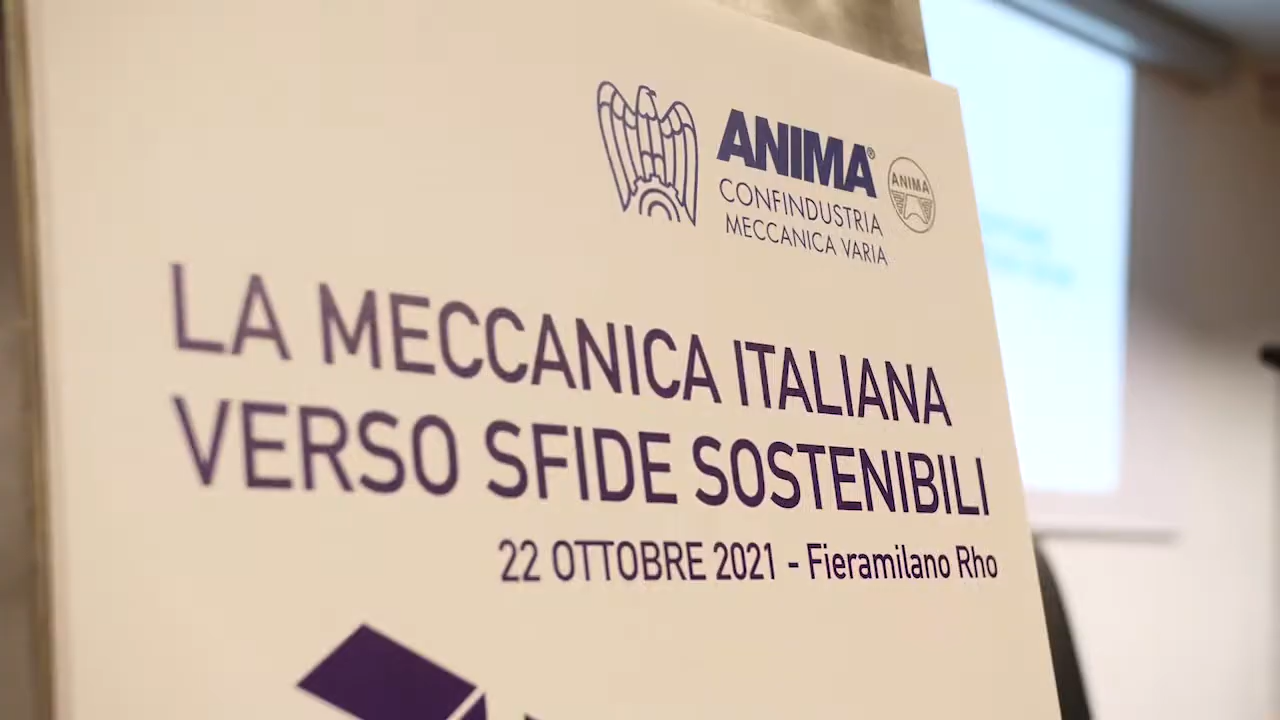 ANIMA®
CONFINDUSTRIA
MECCANICA VARIA
ANIMA
LA MECCANICA ITALIANA
VERSO SFIDE SOSTENIBILI
22 OTTOBRE 2021 - Fieramilano Rho